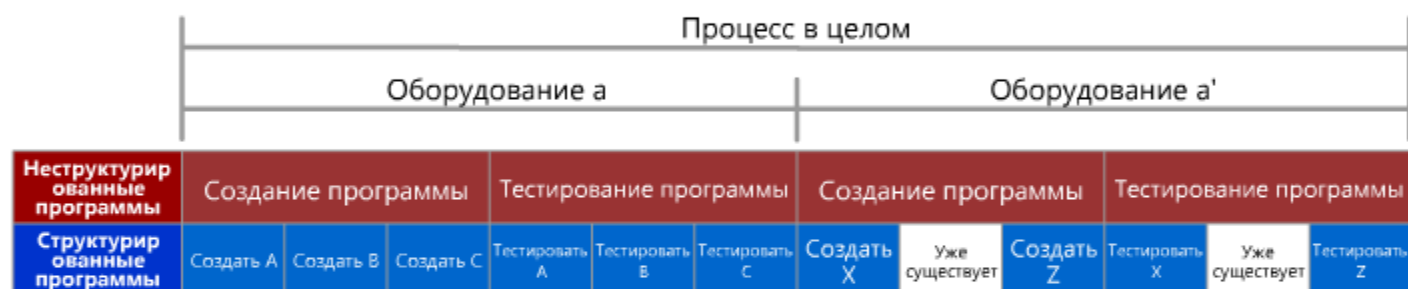 Процесс в целом
Оборудование а
Оборудование а'
Неструктурир
ованные
программы
Создание программы
Тестирование программы
Создание программы
Тестирование программы
Структурир
ованные
программы
Создать A
Создать B
Создать C
Тестировать
A
Тестировать
B
Тестировать
C
Создать
X
Уже
существует
Создать
Z
Тестировать
X
Уже
существует
Тестировать
Z